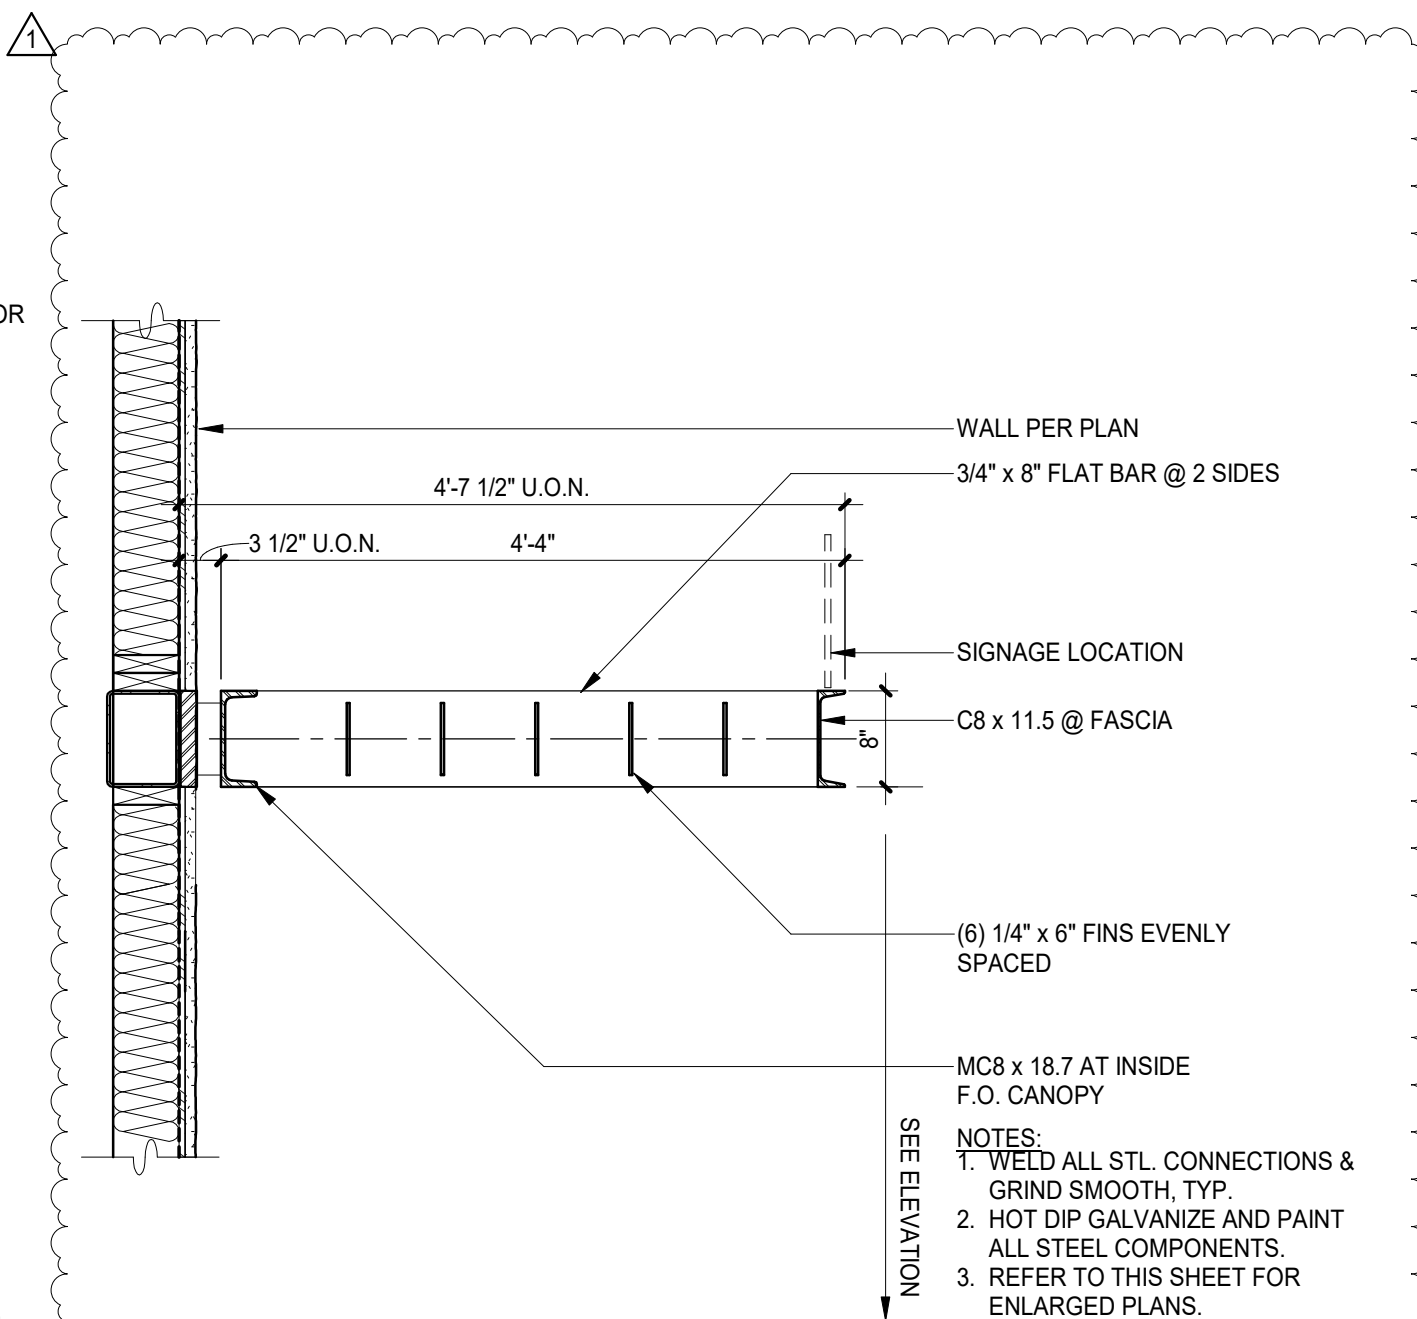 1
OR
WALL PER PLAN
3/4" x 8" FLAT BAR @ 2 SIDES
4'-7 1/2" U.O.N.
3 1/2" U.O.N.
4'-4"
SIGNAGE LOCATION
C8 x 11.5 @ FASCIA
8"
(6) 1/4" x 6" FINS EVENLY
SPACED
MC8 x 18.7 AT INSIDE
F.O. CANOPY
SEE ELEVATION
NOTES:
1. WELD ALL STL. CONNECTIONS &
GRIND SMOOTH, TYP.
2. HOT DIP GALVANIZE AND PAINT
ALL STEEL COMPONENTS.
3. REFER TO THIS SHEET FOR
ENLARGED PLANS.